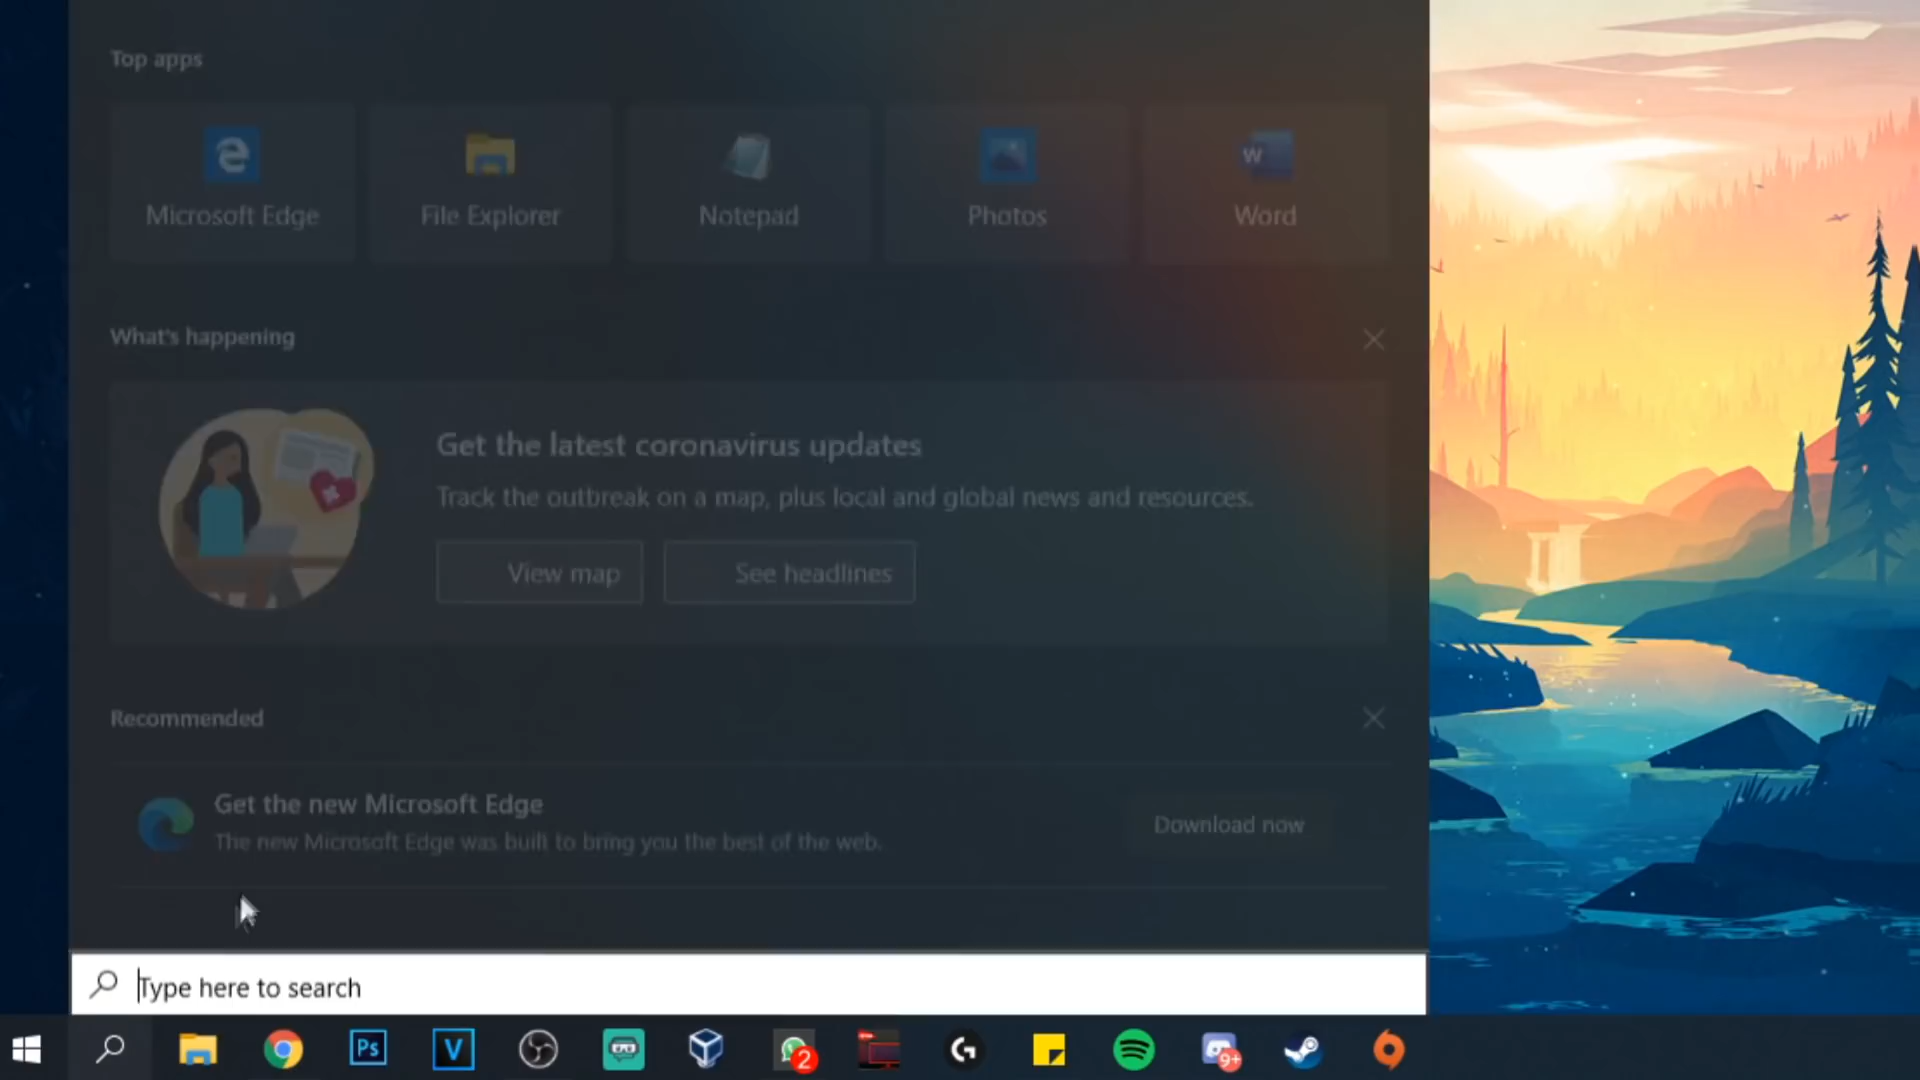 Top apps
Microsoft Edge
File Explorer
Notepad
Photos
W
Word
What's happening
Get the latest coronavirus updates
Track the outbreak on a map, plus local and global news and resources.
View map
See headlines
Recommended
Get the new Microsoft Edge
The new Microsoft Edge was built to bring you the best of the web.
Download now
Type here to search
Ps
V
2
G
9+